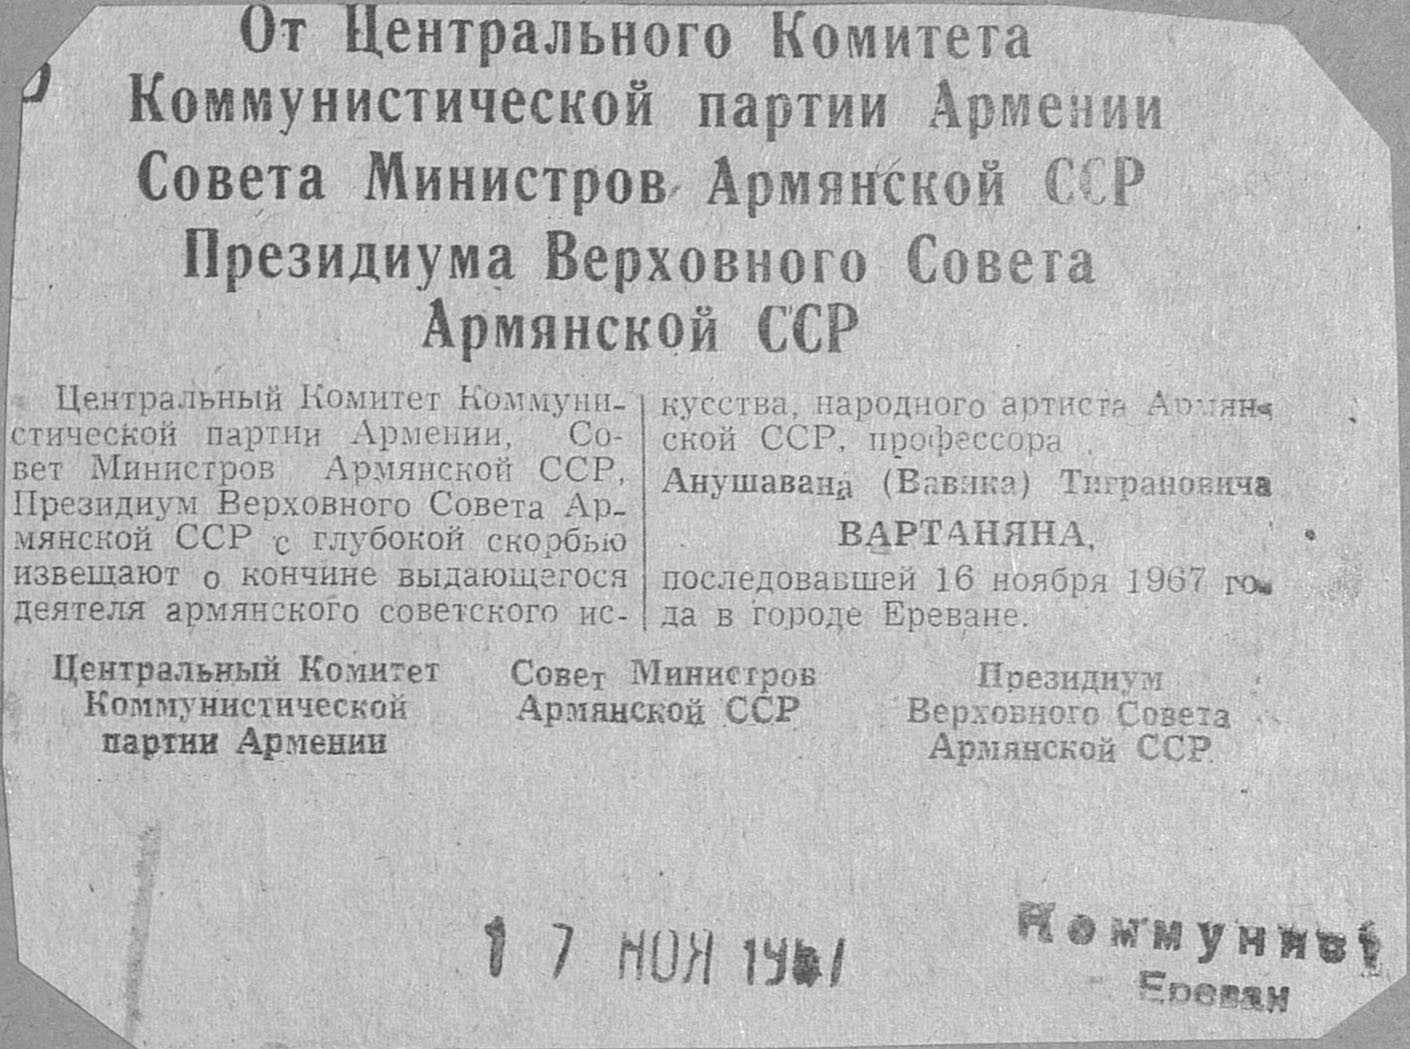 От Центрального Комитета
Коммунистической партии Армении
Совета Министров Армянской ССР
Президиума Верховного Совета
Армянской ССР
Центральный Комитет Коммуни-
стической партии Армении, Со-
вет Министров Армянской ССР,
Президиум Верховного Совета Ар-
мянской ССР с глубокой скорбью
извещают о кончине выдающегося
деятеля армянского советского ис-
кусства, народного артиста Армян-
ской ССР, профессора
Анушавана (Вавика) Тиграновича
ВАРТАНЯНА,
последовавшей 16 ноября 1967 го-
да в городе Ереване.
Центральный Комитет
Коммунистической
партии Армении
Совет Министров
Армянской ССР
Президиум
Верховного Совета
Армянской ССР
17 НОЯ
Коммунист
Ереван